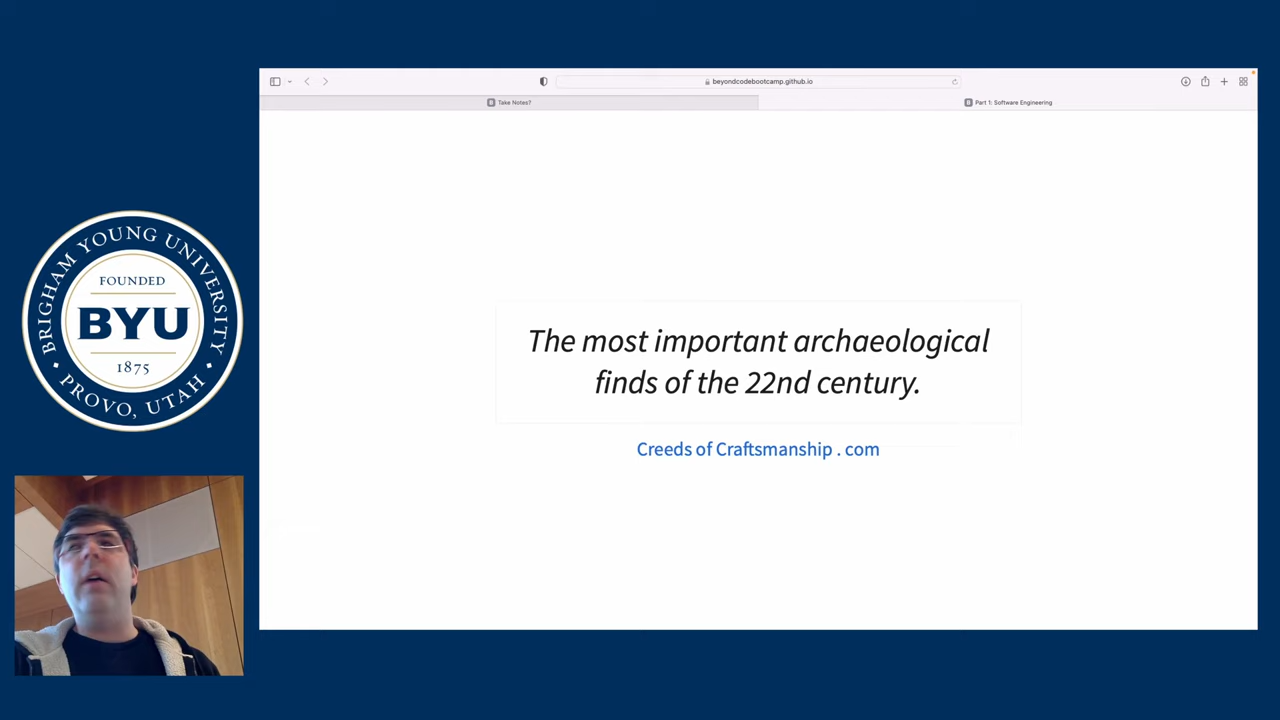 beyondcodebootcamp.github.io
Take Notes?
Part 1: Software Engineering
BRIGHAM YOUNG UNIVERSITY
FOUNDED
BYU
1875
PROVO, UTAH
The most important archaeological
finds of the 22nd century.
Creeds of Craftsmanship . com